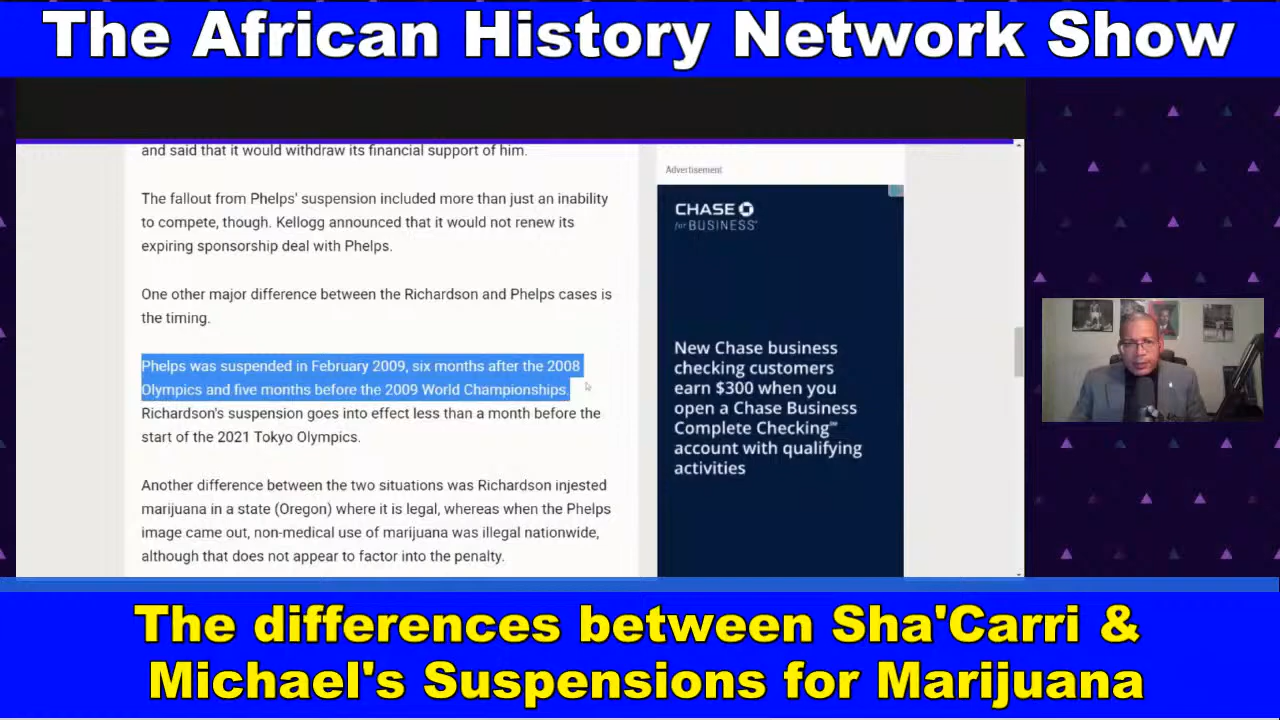 The African History Network Show
and said that it would withdraw its financial support of him.
The fallout from Phelps' suspension included more than just an inability
to compete, though. Kellogg announced that it would not renew its
expiring sponsorship deal with Phelps.
One other major difference between the Richardson and Phelps cases is
the timing.
Phelps was suspended in February 2009, six months after the 2008
Olympics and five months before the 2009 World Championships.
Richardson's suspension goes into effect less than a month before the
start of the 2021 Tokyo Olympics.
Another difference between the two situations was Richardson injested
marijuana in a state (Oregon) where it is legal, whereas when the Phelps
image came out, non-medical use of marijuana was illegal nationwide,
although that does not appear to factor into the penalty.
Advertisement
CHASE
for BUSINESS®
New Chase business
checking customers
earn $300 when you
open a Chase Business
Complete Checking℠
account with qualifying
activities
The differences between Sha'Carri &
Michael's Suspensions for Marijuana